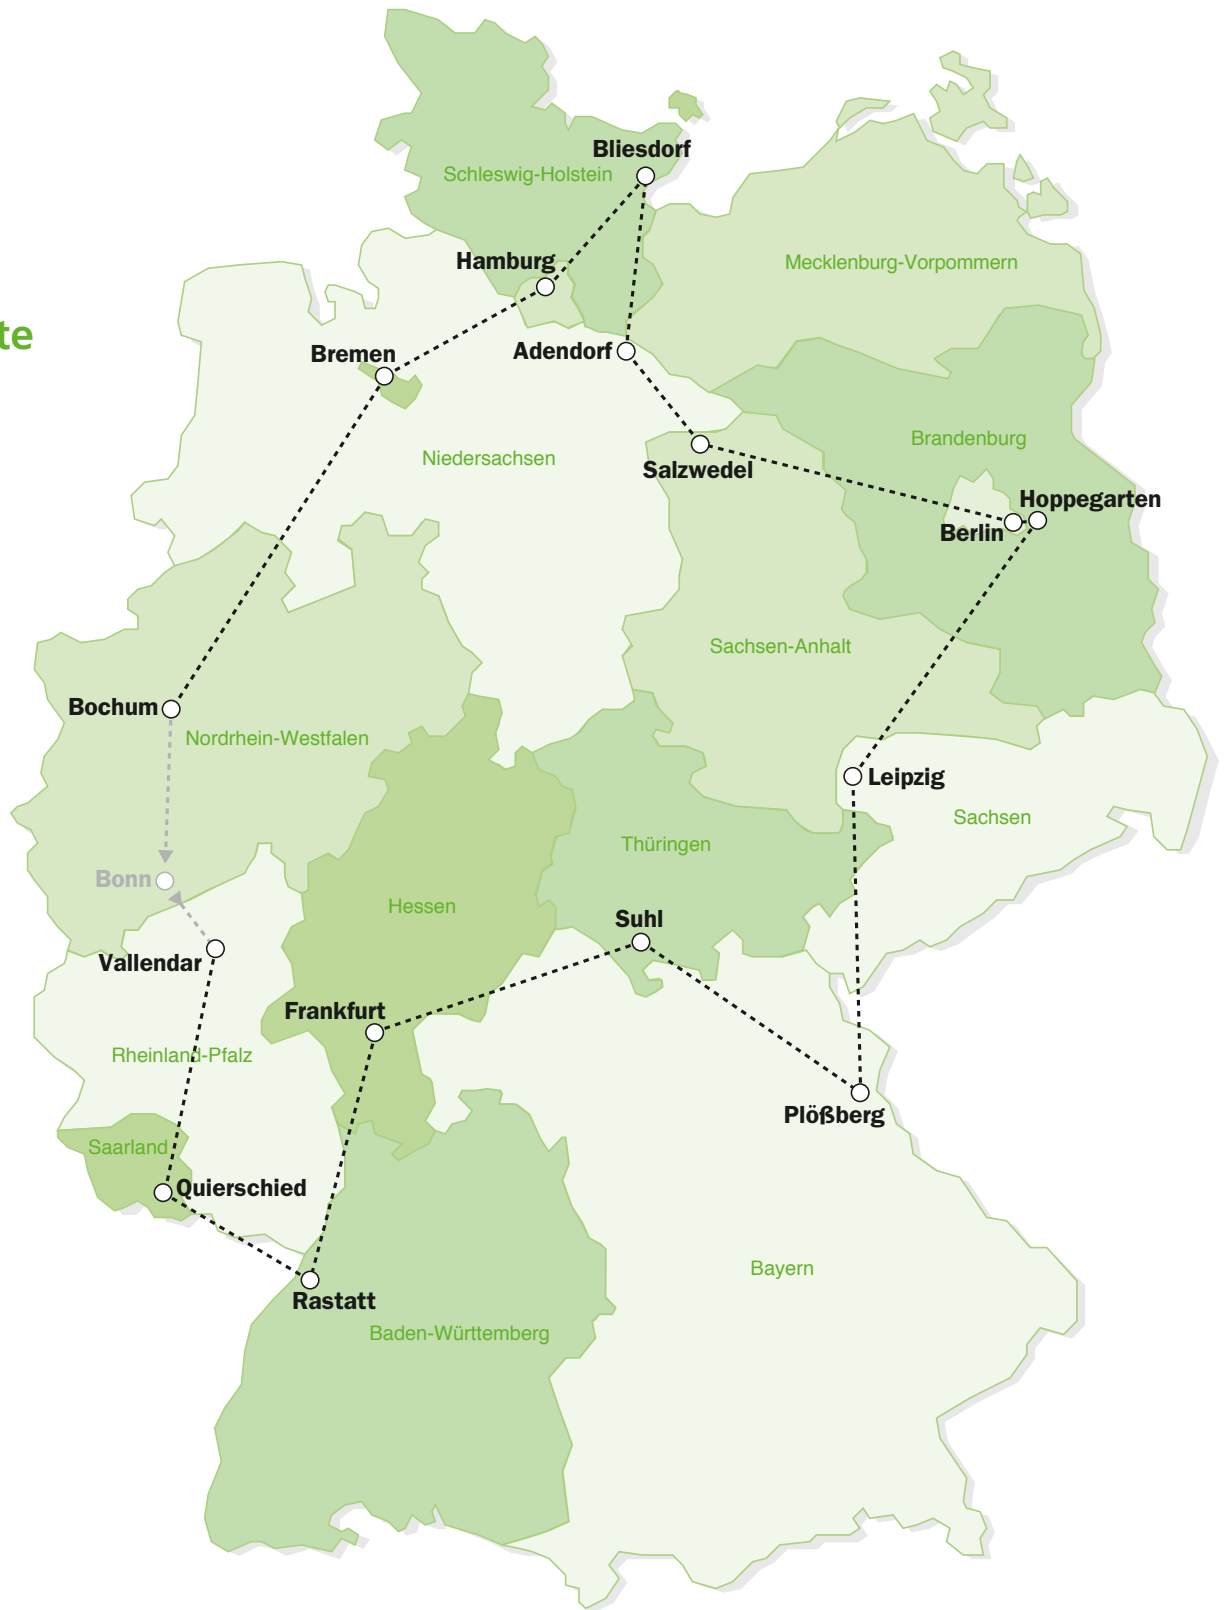 Bliesdorf
Schleswig-Holstein
Hamburg
Mecklenburg-Vorpommern
te
Bremen
Adendorf
Brandenburg
Niedersachsen
Salzwedel
Hoppegarten
Berlin
Sachsen-Anhalt
Bochum
Nordrhein-Westfalen
Leipzig
Sachsen
Thüringen
Bonn
Hessen
Suhl
Vallendar
Frankfurt
Rheinland-Pfalz
Plößberg
Saarland
Quierschied
Bayern
Rastatt
Baden-Württemberg